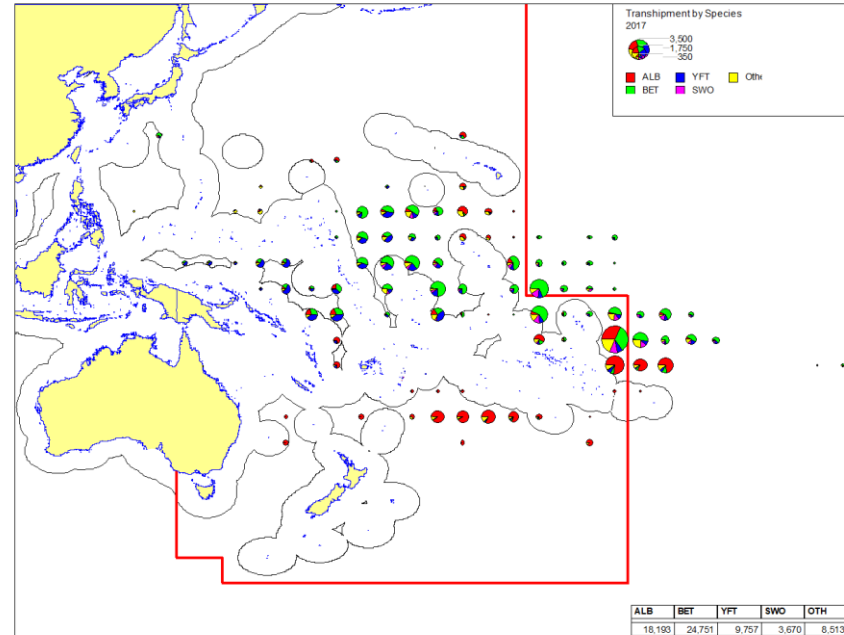 Transhipment by Species
2017
3,500
1,750
350
ALB YFT Othe
BET SWO
ALB BET YFT SWO OTH
18,193 24,751 9,757 3,670 8,513